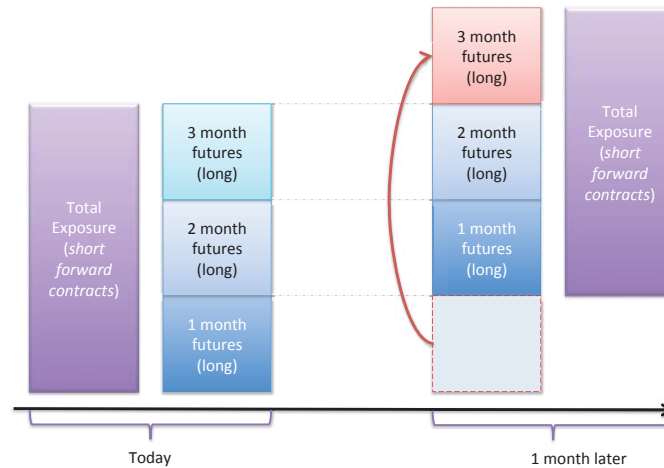 Total
Exposure
(short
forward
contracts)
3 month
futures
(long)
2 month
futures
(long)
1 month
futures
(long)
3 month
futures
(long)
2 month
futures
(long)
1 month
futures
(long)
Total
Exposure
(short
forward
contracts)
Today
1 month later